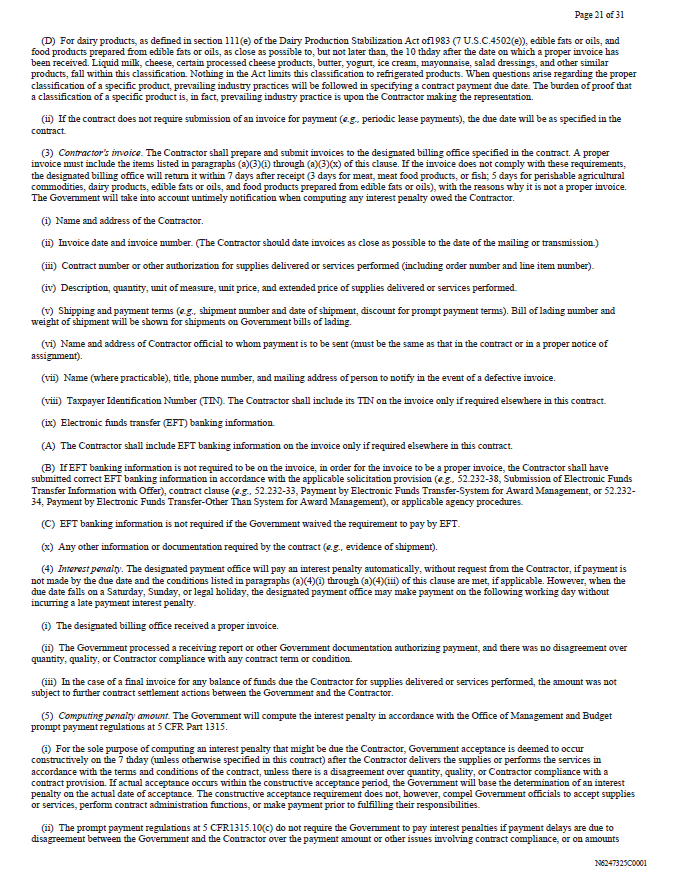 Page 21 of 31
(D) For dairy products, as defined in section 111(e) of the Dairy Production Stabilization Act of1983 (7 U.S.C.4502(e)), edible fats or oils, and
food products prepared from edible fats or oils, as close as possible to, but not later than, the 10 thday after the date on which a proper invoice has
been received. Liquid milk, cheese, certain processed cheese products, butter, yogurt, ice cream, mayonnaise, salad dressings, and other similar
products, fall within this classification. Nothing in the Act limits this classification to refrigerated products. When questions arise regarding the proper
classification of a specific product, prevailing industry practices will be followed in specifying a contract payment due date. The burden of proof that
a classification of a specific product is, in fact, prevailing industry practice is upon the Contractor making the representation.
(ii) If the contract does not require submission of an invoice for payment (e.g., periodic lease payments), the due date will be as specified in the
contract.
(3) Contractor's invoice. The Contractor shall prepare and submit invoices to the designated billing office specified in the contract. A proper
invoice must include the items listed in paragraphs (a)(3)(i) through (a)(3)(x) of this clause. If the invoice does not comply with these requirements,
the designated billing office will return it within 7 days after receipt (3 days for meat, meat food products, or fish; 5 days for perishable agricultural
commodities, dairy products, edible fats or oils, and food products prepared from edible fats or oils), with the reasons why it is not a proper invoice.
The Government will take into account untimely notification when computing any interest penalty owed the Contractor.
(i) Name and address of the Contractor.
(ii) Invoice date and invoice number. (The Contractor should date invoices as close as possible to the date of the mailing or transmission.)
(iii) Contract number or other authorization for supplies delivered or services performed (including order number and line item number).
(iv) Description, quantity, unit of measure, unit price, and extended price of supplies delivered or services performed.
(v) Shipping and payment terms (e.g., shipment number and date of shipment, discount for prompt payment terms). Bill of lading number and
weight of shipment will be shown for shipments on Government bills of lading.
(vi) Name and address of Contractor official to whom payment is to be sent (must be the same as that in the contract or in a proper notice of
assignment).
(vii) Name (where practicable), title, phone number, and mailing address of person to notify in the event of a defective invoice.
(viii) Taxpayer Identification Number (TIN). The Contractor shall include its TIN on the invoice only if required elsewhere in this contract.
(ix) Electronic funds transfer (EFT) banking information.
(A) The Contractor shall include EFT banking information on the invoice only if required elsewhere in this contract.
(B) If EFT banking information is not required to be on the invoice, in order for the invoice to be a proper invoice, the Contractor shall have
submitted correct EFT banking information in accordance with the applicable solicitation provision (e.g., 52.232-38, Submission of Electronic Funds
Transfer Information with Offer), contract clause (e.g., 52.232-33, Payment by Electronic Funds Transfer-System for Award Management, or 52.232-
34, Payment by Electronic Funds Transfer-Other Than System for Award Management), or applicable agency procedures.
(C) EFT banking information is not required if the Government waived the requirement to pay by EFT.
(x) Any other information or documentation required by the contract (e.g., evidence of shipment).
(4) Interest penalty. The designated payment office will pay an interest penalty automatically, without request from the Contractor, if payment is
not made by the due date and the conditions listed in paragraphs (a)(4)(i) through (a)(4)(iii) of this clause are met, if applicable. However, when the
due date falls on a Saturday, Sunday, or legal holiday, the designated payment office may make payment on the following working day without
incurring a late payment interest penalty.
(i) The designated billing office received a proper invoice.
(ii) The Government processed a receiving report or other Government documentation authorizing payment, and there was no disagreement over
quantity, quality, or Contractor compliance with any contract term or condition.
(iii) In the case of a final invoice for any balance of funds due the Contractor for supplies delivered or services performed, the amount was not
subject to further contract settlement actions between the Government and the Contractor.
(5) Computing penalty amount. The Government will compute the interest penalty in accordance with the Office of Management and Budget
prompt payment regulations at 5 CFR Part 1315.
(i) For the sole purpose of computing an interest penalty that might be due the Contractor, Government acceptance is deemed to occur
constructively on the 7 thday (unless otherwise specified in this contract) after the Contractor delivers the supplies or performs the services in
accordance with the terms and conditions of the contract, unless there is a disagreement over quantity, quality, or Contractor compliance with a
contract provision. If actual acceptance occurs within the constructive acceptance period, the Government will base the determination of an interest
penalty on the actual date of acceptance. The constructive acceptance requirement does not, however, compel Government officials to accept supplies
or services, perform contract administration functions, or make payment prior to fulfilling their responsibilities.
(ii) The prompt payment regulations at 5 CFR1315.10(c) do not require the Government to pay interest penalties if payment delays are due to
disagreement between the Government and the Contractor over the payment amount or other issues involving contract compliance, or on amounts
N6247325C0001